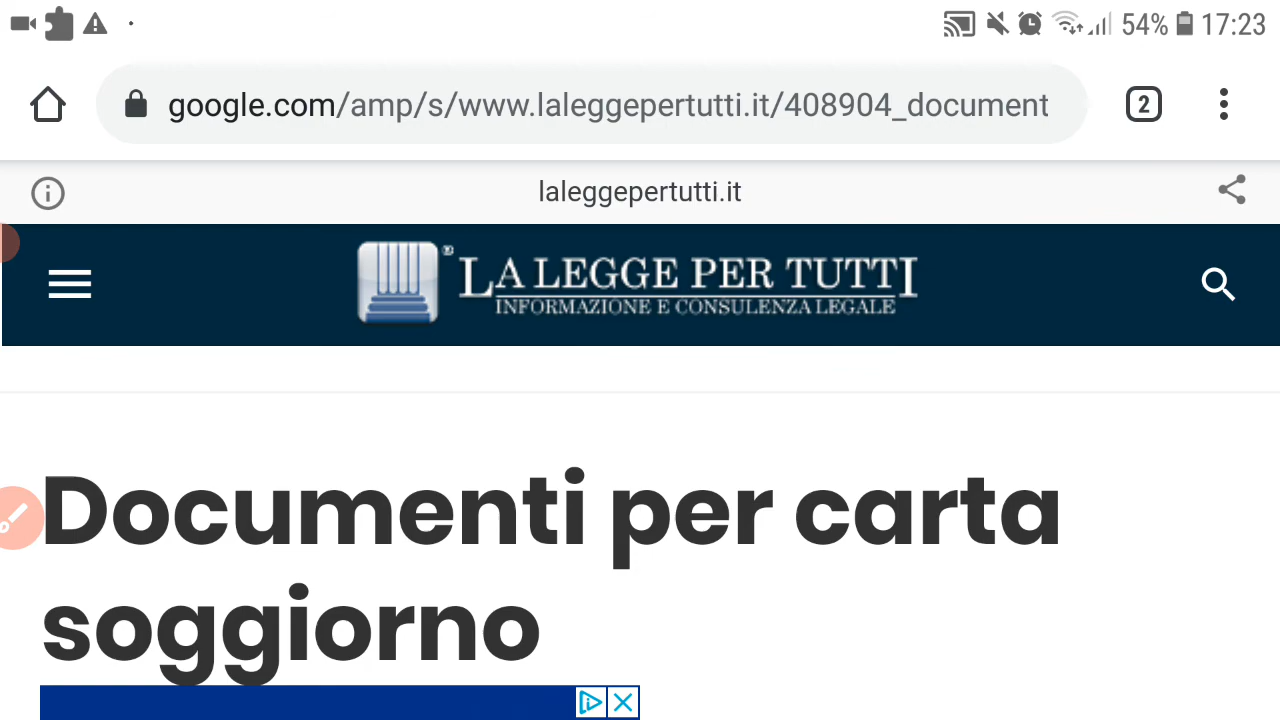 54% 17:23
google.com/amp/s/www.laleggepertutti.it/408904_document 2
laleggepertutti.it
LA LEGGE PER TUTTI ®
INFORMAZIONE E CONSULENZA LEGALE
Documenti per carta
soggiorno